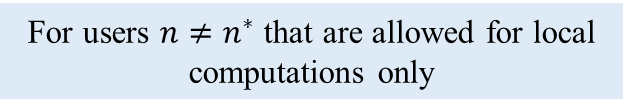 For users n ≠ n* that are allowed for local
computations only